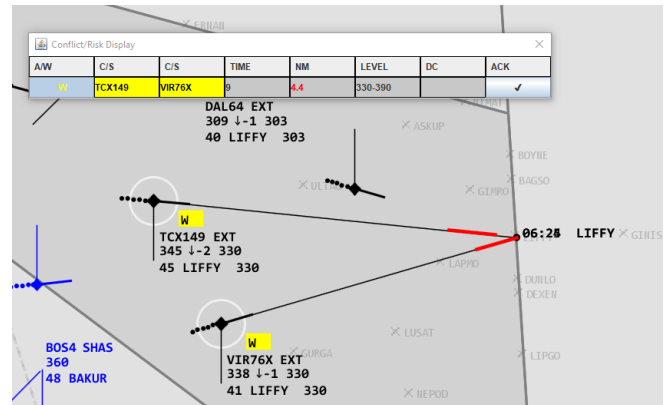 ERNAN
Conflict/Risk Display
A/W C/S C/S TIME NM LEVEL DC ACK
W TCX149 VIR76X 9 4.4 330-390 ✓
DAL64 EXT
309 ↓-1 303
40 LIFFY 303
ASKUP
BOYNE
BAGSO
GIMRO
W
TCX149 EXT
345 ↓-2 330
45 LIFFY 330
LIFFY
GINIS
LAPMO
DUNLO
DEXEN
BOS4 SHAS
360
48 BAKUR
W
VIR76X EXT
338 ↓-1 330
41 LIFFY 330
GURGA
LUSAT
LIPGO
NEPOD